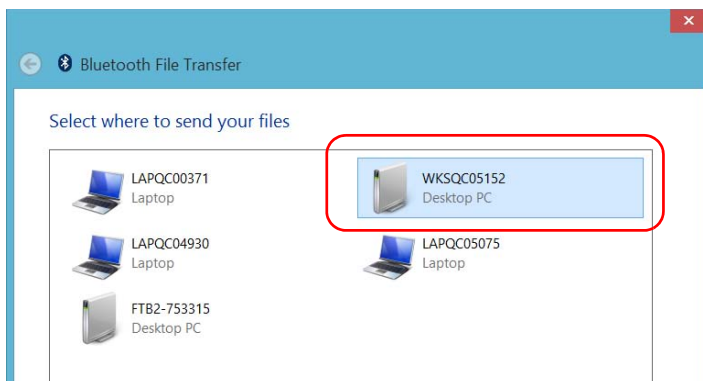 Bluetooth File Transfer
Select where to send your files
LAPQC00371
Laptop
WKSQC05152
Desktop PC
LAPQC04930
Laptop
LAPQC05075
Laptop
FTB2-753315
Desktop PC